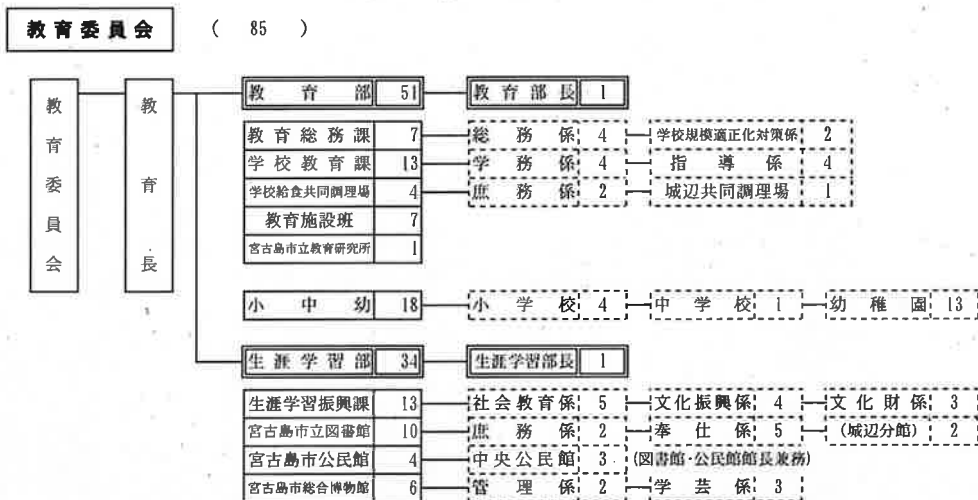 教育委員会 ( 85 )
教育委員会
教育長
教育部 51 教育部長 1
教育総務課 7 総務係 4 学校規模適正化対策係 2
学校教育課 13 学務係 4 指導係 4
学校給食共同調理場 4 庶務係 2 城辺共同調理場 1
教育施設班 7
宮古島市立教育研究所 1
小中幼 18 小学校 4 中学校 1 幼稚園 13
生涯学習部 34 生涯学習部長 1
生涯学習振興課 13 社会教育係 5 文化振興係 4 文化財係 3
宮古島市立図書館 10 庶務係 2 奉仕係 5 (城辺分館) 2
宮古島市公民館 4 中央公民館 3 (図書館・公民館館長兼務)
宮古島市総合博物館 6 管理係 2 学芸係 3